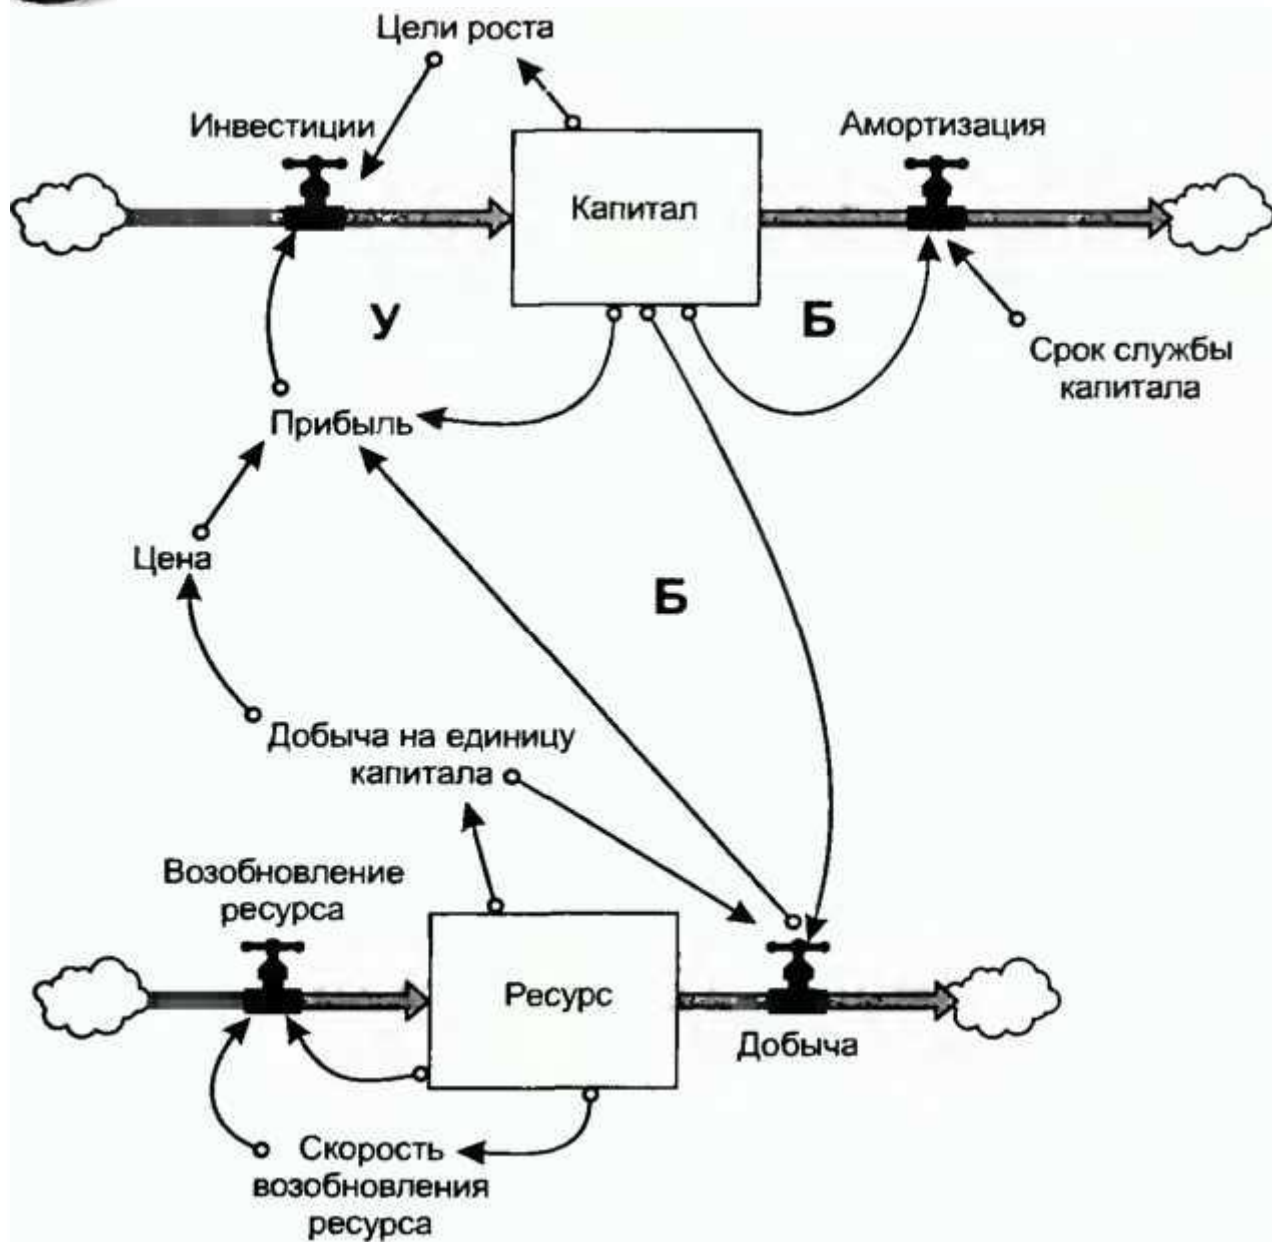 Цели роста
Инвестиции
Амортизация
Капитал
У
Б
Срок службы
капитала
Прибыль
Цена
Б
Добыча на единицу
капитала
Возобновление
ресурса
Ресурс
Добыча
Скорость
возобновления
ресурса